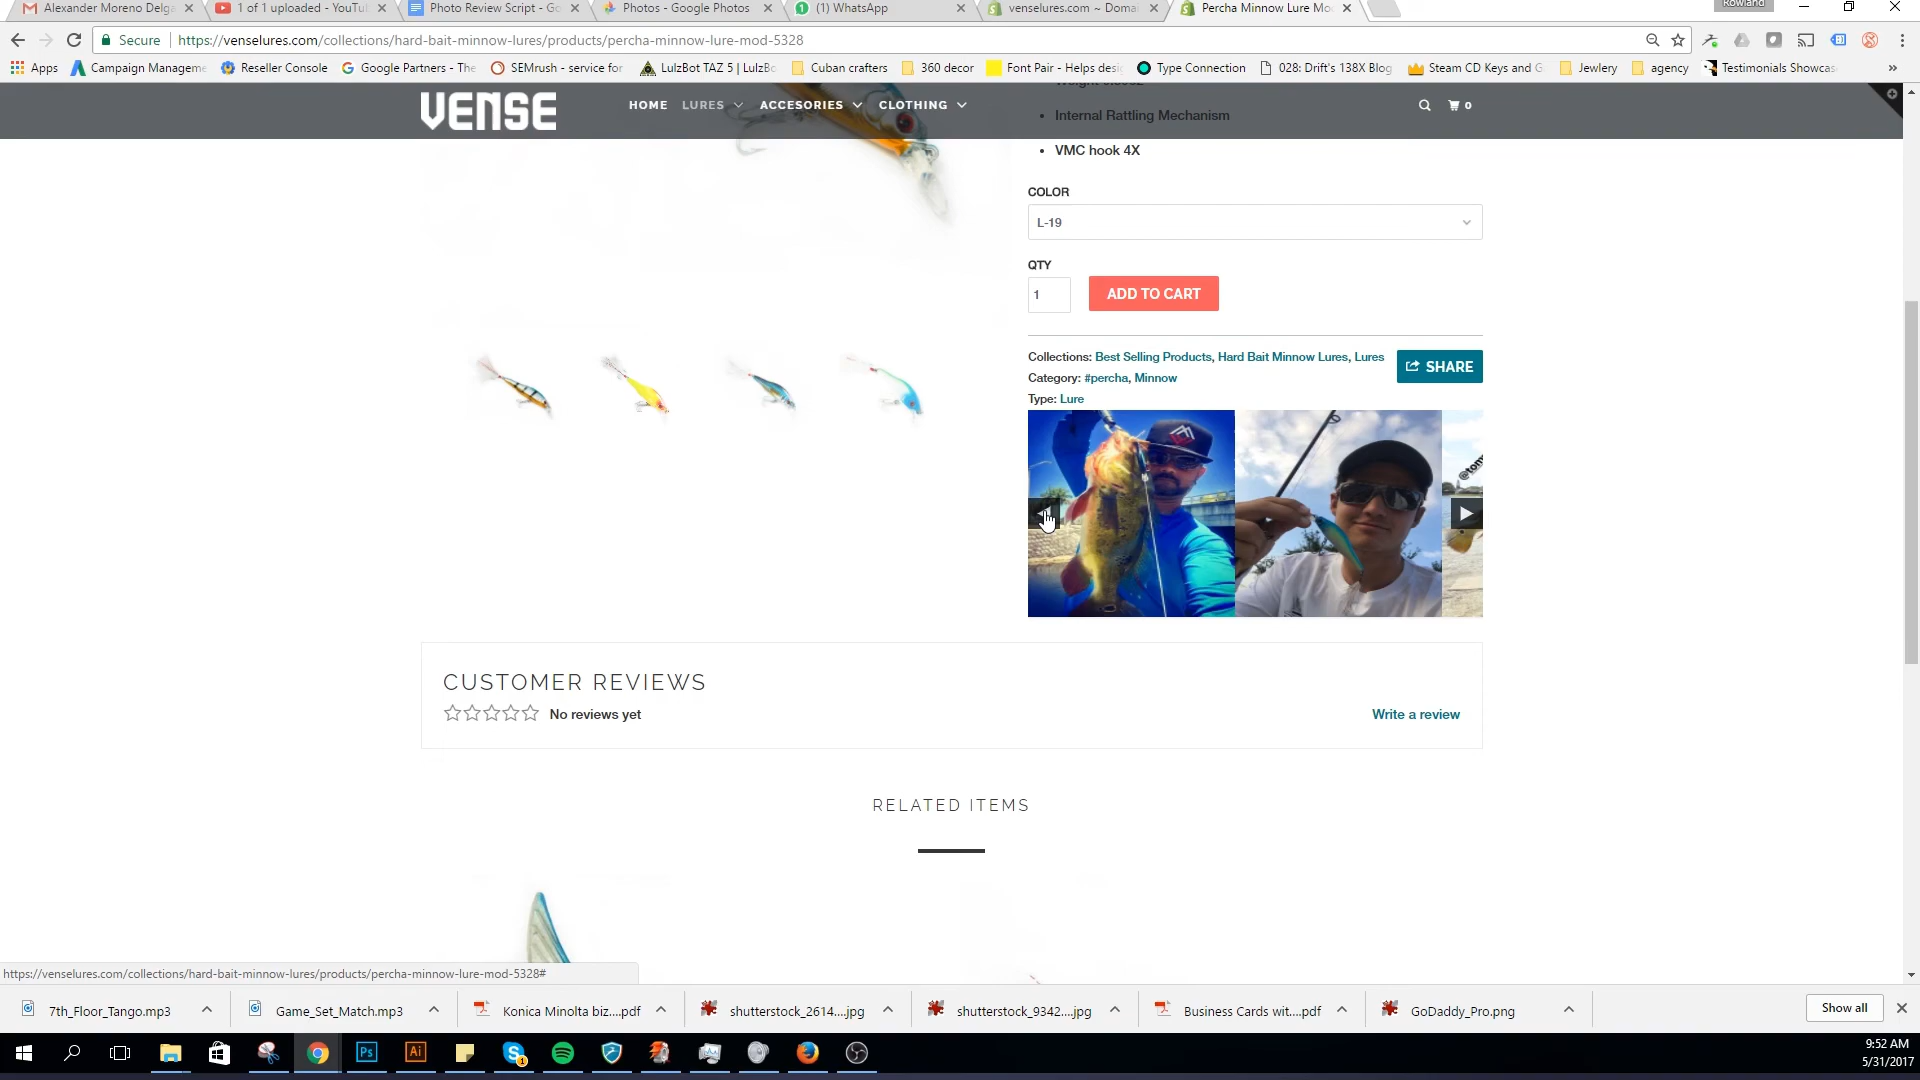 Alexander Moreno Delga
1 of 1 uploaded - YouTu
Photo Review Script - Go
Photos - Google Photos
(1) WhatsApp
venselures.com ~ Domai
Percha Minnow Lure Mo
Rowland
Secure
https://venselures.com/collections/hard-bait-minnow-lures/products/percha-minnow-lure-mod-5328
Apps
Campaign Manageme
Reseller Console
Google Partners - The
SEMrush - service for
LulzBot TAZ 5 | LulzBo
Cuban crafters
360 decor
Font Pair - Helps desig
Type Connection
028: Drift's 138X Blog
Steam CD Keys and G
Jewlery
agency
Testimonials Showcas
»
VENSE
HOME
LURES
ACCESORIES
CLOTHING
0
• Internal Rattling Mechanism
• VMC hook 4X
COLOR
L-19
QTY
1
ADD TO CART
Collections: Best Selling Products, Hard Bait Minnow Lures, Lures
SHARE
Category: #percha, Minnow
Type: Lure
CUSTOMER REVIEWS
No reviews yet
Write a review
RELATED ITEMS
https://venselures.com/collections/hard-bait-minnow-lures/products/percha-minnow-lure-mod-5328#
7th_Floor_Tango.mp3
Game_Set_Match.mp3
Konica Minolta biz....pdf
shutterstock_2614....jpg
shutterstock_9342....jpg
Business Cards wit....pdf
GoDaddy_Pro.png
Show all
Ps
Ai
1
9:52 AM
5/31/2017